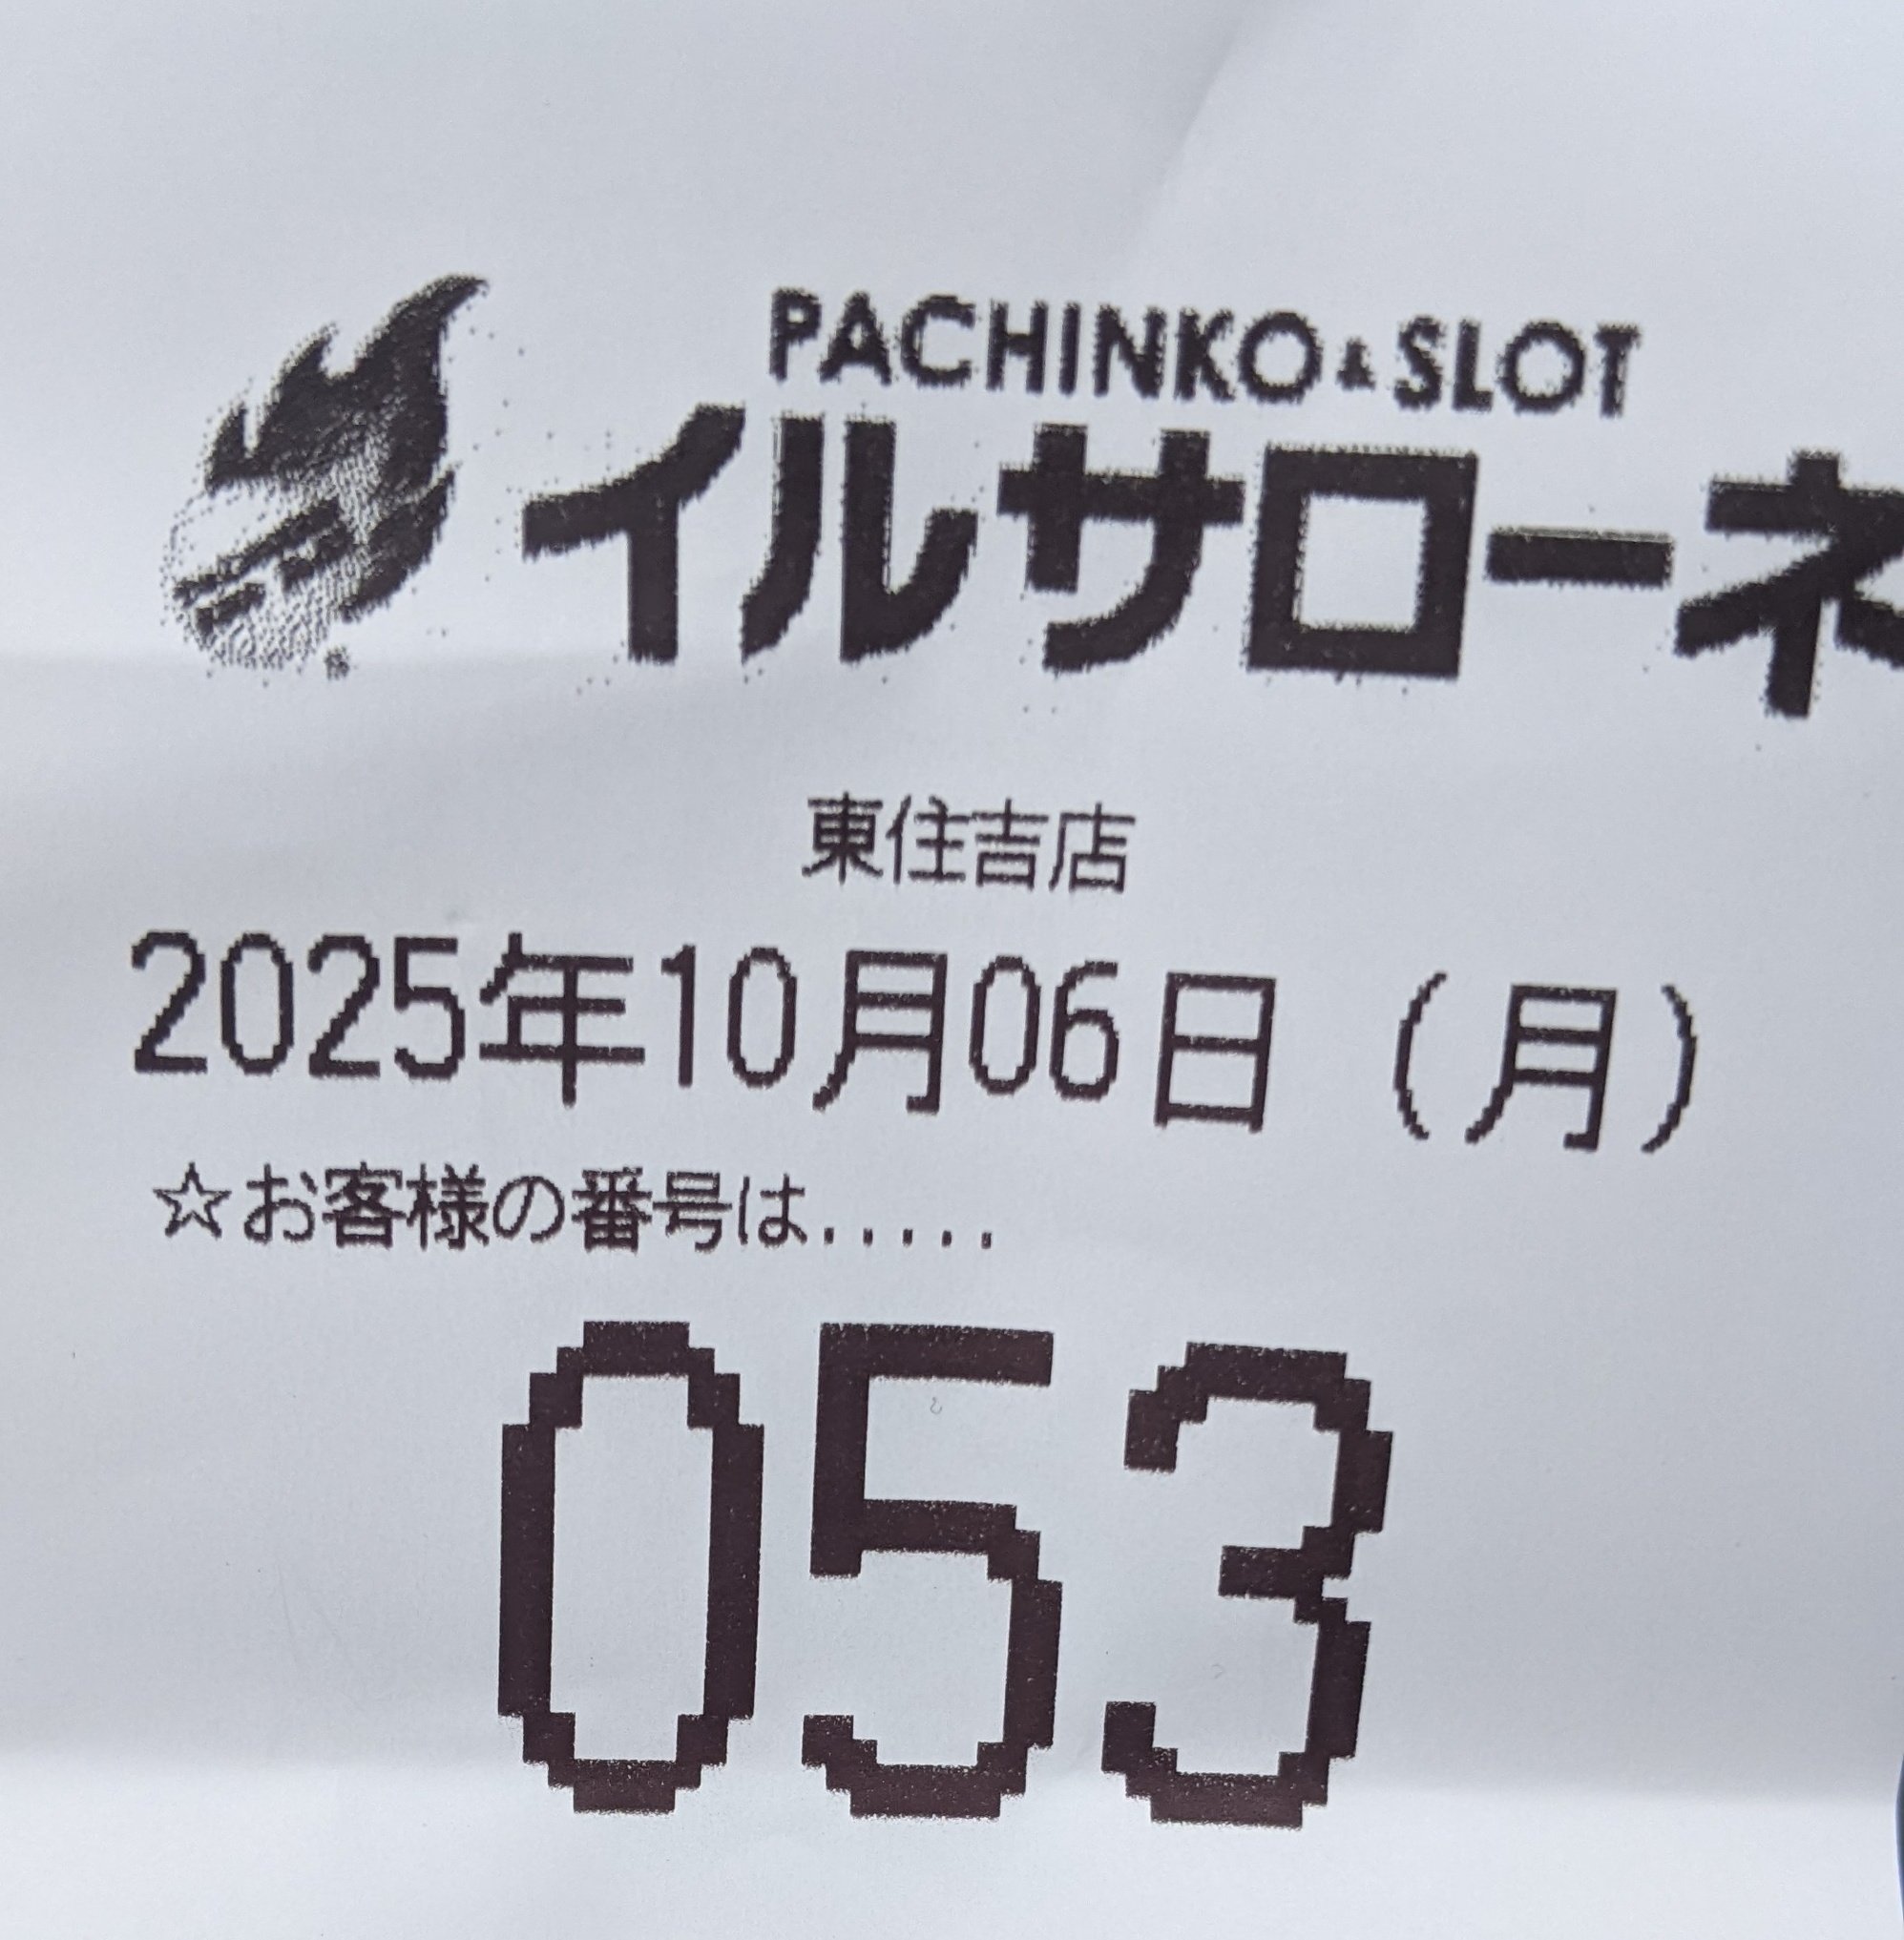 PACHINKO & SLOT
イルサローネ
東住吉店
2025年10月06日（月）
☆お客様の番号は.....
053